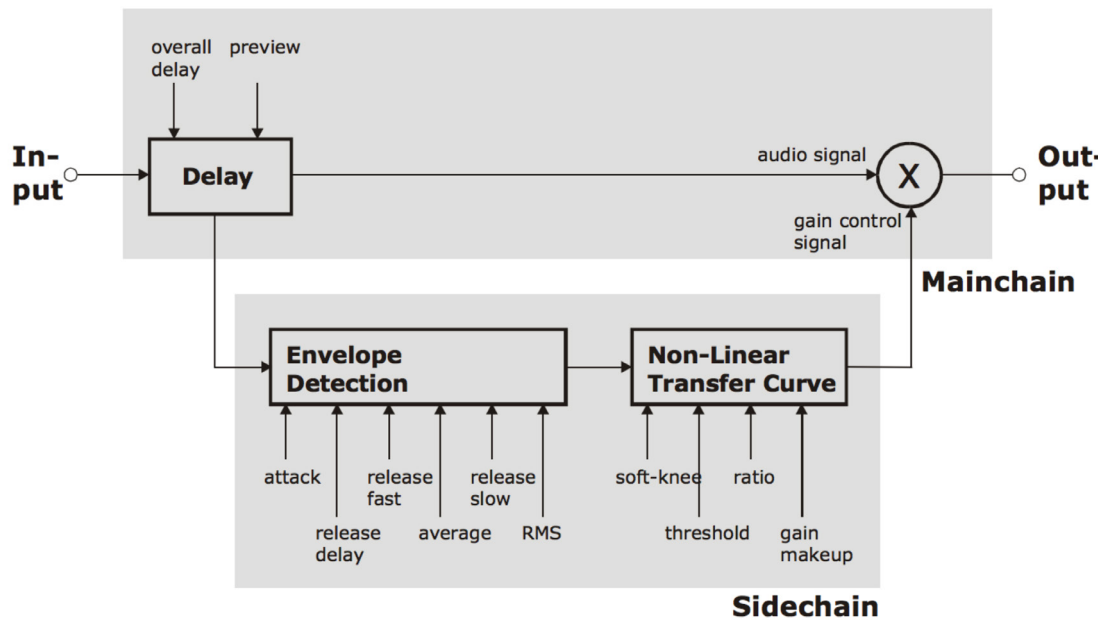 overall
delay
preview
In-
put
Delay
audio signal
X
Out-
put
gain control
signal
Mainchain
Envelope
Detection
Non-Linear
Transfer Curve
attack
release
fast
release
slow
soft-knee
ratio
release
delay
average
RMS
threshold
gain
makeup
Sidechain